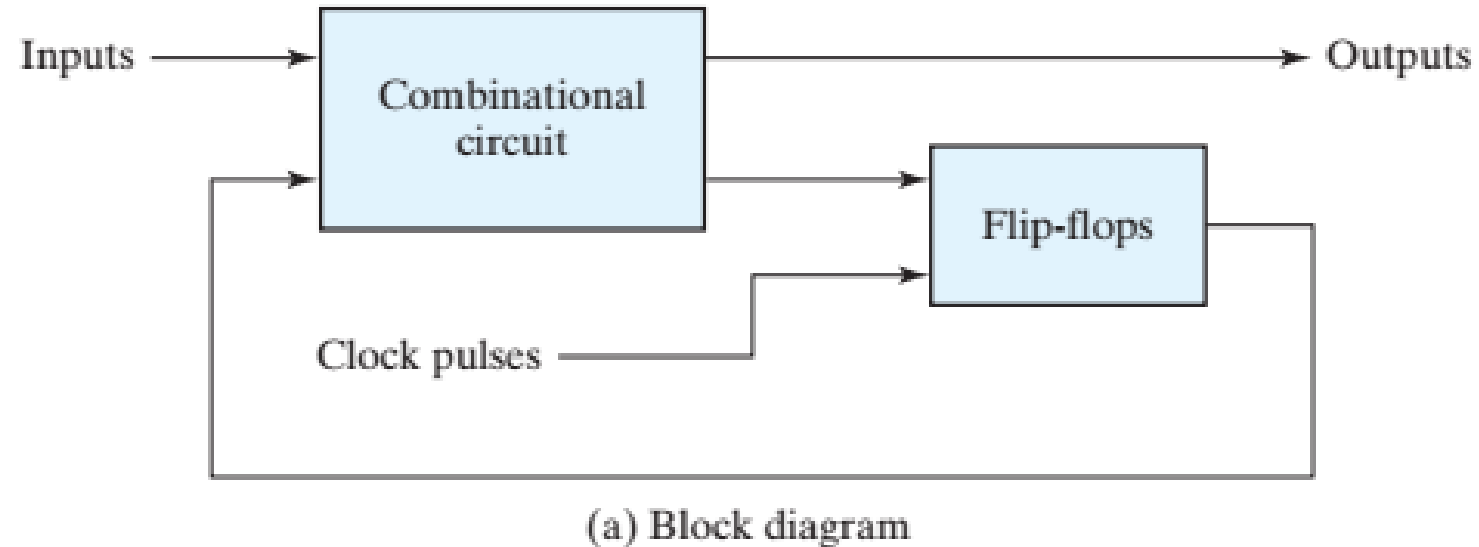 Inputs
Outputs
Combinational
circuit
Flip-flops
Clock pulses
(a) Block diagram